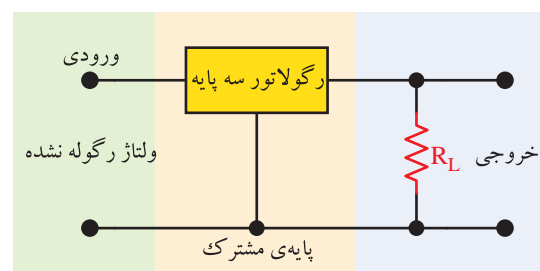 ورودی
رگولاتور سه پایه
ولتاژ رگوله نشده
R_L
خروجی
پایه‌ی مشترک